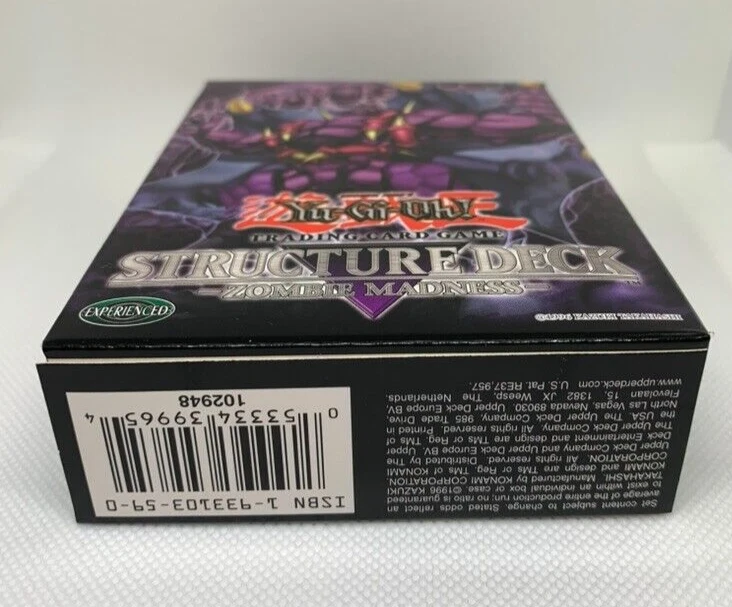 遊戯王
Yu-Gi-Oh!
TRADING CARD GAME
STRUCTURE DECK
ZOMBIE MADNESS
EXPERIENCED
©1996 KAZUKI TAKAHASHI
ISBN 1-933103-59-0
0 53334 39965 4
102948
Set content subject to change. Stated odds reflect an
average of the entire production run; no ratio is guaranteed
to exist within an individual box or case. ©1996 KAZUKI
TAKAHASHI. Manufactured by KONAMI CORPORATION.
KONAMI and design are TMs or Reg. TMs of KONAMI
CORPORATION. All rights reserved. Distributed by The
Upper Deck Company and Upper Deck Europe BV. Upper
Deck Entertainment and design are TMs or Reg. TMs of
The Upper Deck Company. All rights reserved. Printed in
the USA. The Upper Deck Company, 985 Trade Drive,
North Las Vegas, Nevada 89030. Upper Deck Europe BV,
Flevolaan 15, 1382 JX Weesp, The Netherlands.
www.upperdeck.com U.S. Pat. RE37,957.